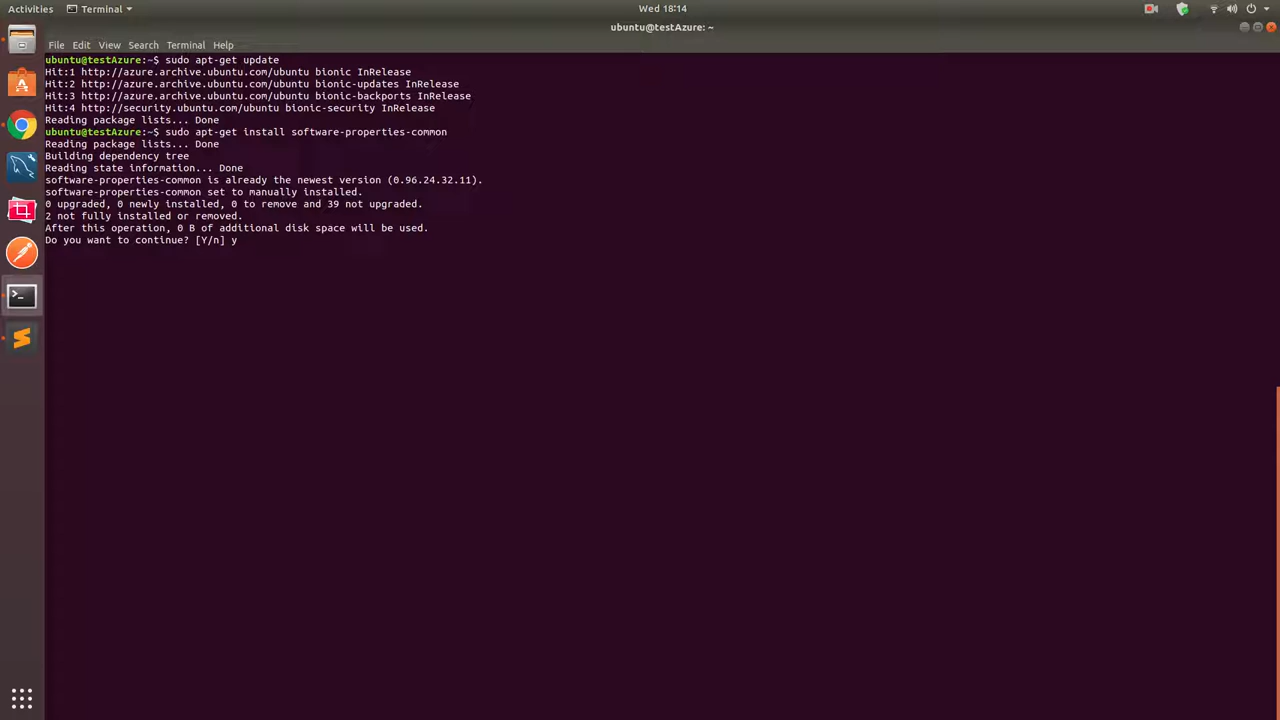 Activities Terminal Wed 18:14
ubuntu@testAzure: ~
File Edit View Search Terminal Help
ubuntu@testAzure:~$ sudo apt-get update
Hit:1 http://azure.archive.ubuntu.com/ubuntu bionic InRelease
Hit:2 http://azure.archive.ubuntu.com/ubuntu bionic-updates InRelease
Hit:3 http://azure.archive.ubuntu.com/ubuntu bionic-backports InRelease
Hit:4 http://security.ubuntu.com/ubuntu bionic-security InRelease
Reading package lists... Done
ubuntu@testAzure:~$ sudo apt-get install software-properties-common
Reading package lists... Done
Building dependency tree
Reading state information... Done
software-properties-common is already the newest version (0.96.24.32.11).
software-properties-common set to manually installed.
0 upgraded, 0 newly installed, 0 to remove and 39 not upgraded.
2 not fully installed or removed.
After this operation, 0 B of additional disk space will be used.
Do you want to continue? [Y/n] y